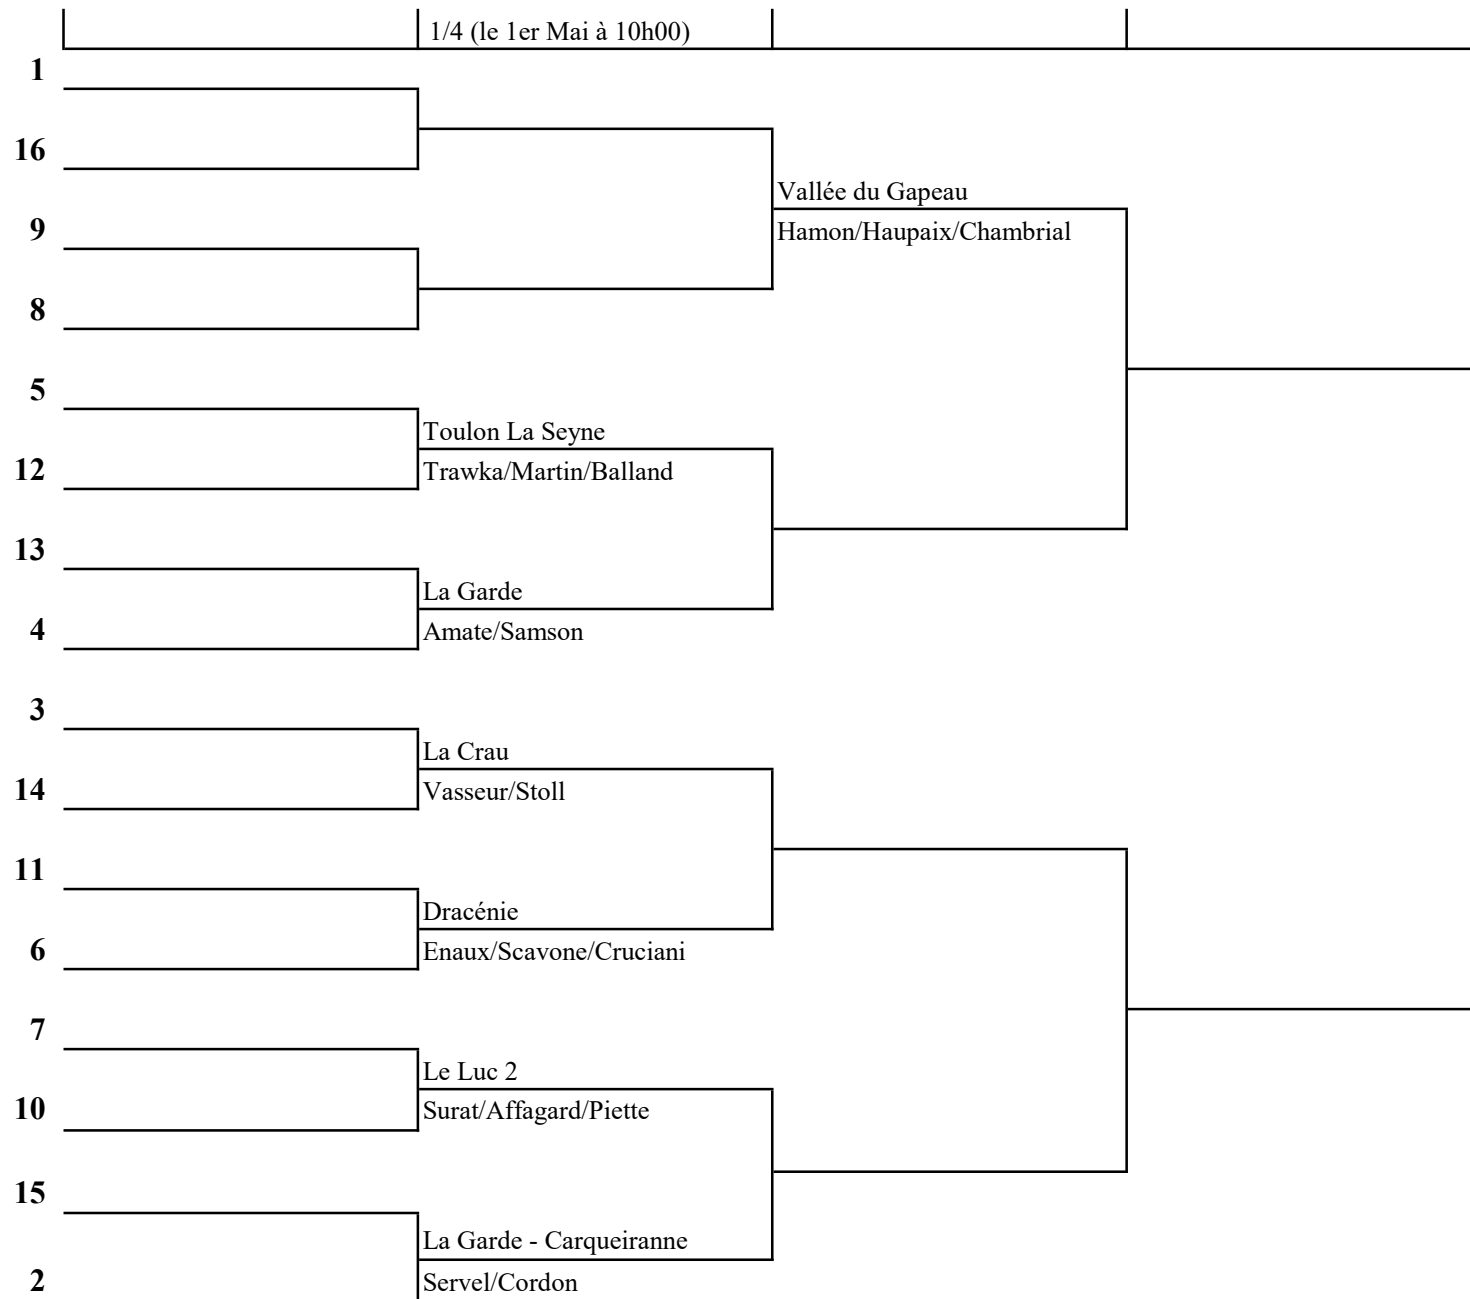 1/4 (le 1er Mai à 10h00)
1
16
Vallée du Gapeau
9
Hamon/Haupaix/Chambrial
8
5
Toulon La Seyne
12
Trawka/Martin/Balland
13
La Garde
4
Amate/Samson
3
La Crau
14
Vasseur/Stoll
11
Dracénie
6
Enaux/Scavone/Cruciani
7
Le Luc 2
10
Surat/Affagard/Piette
15
La Garde - Carqueiranne
2
Servel/Cordon